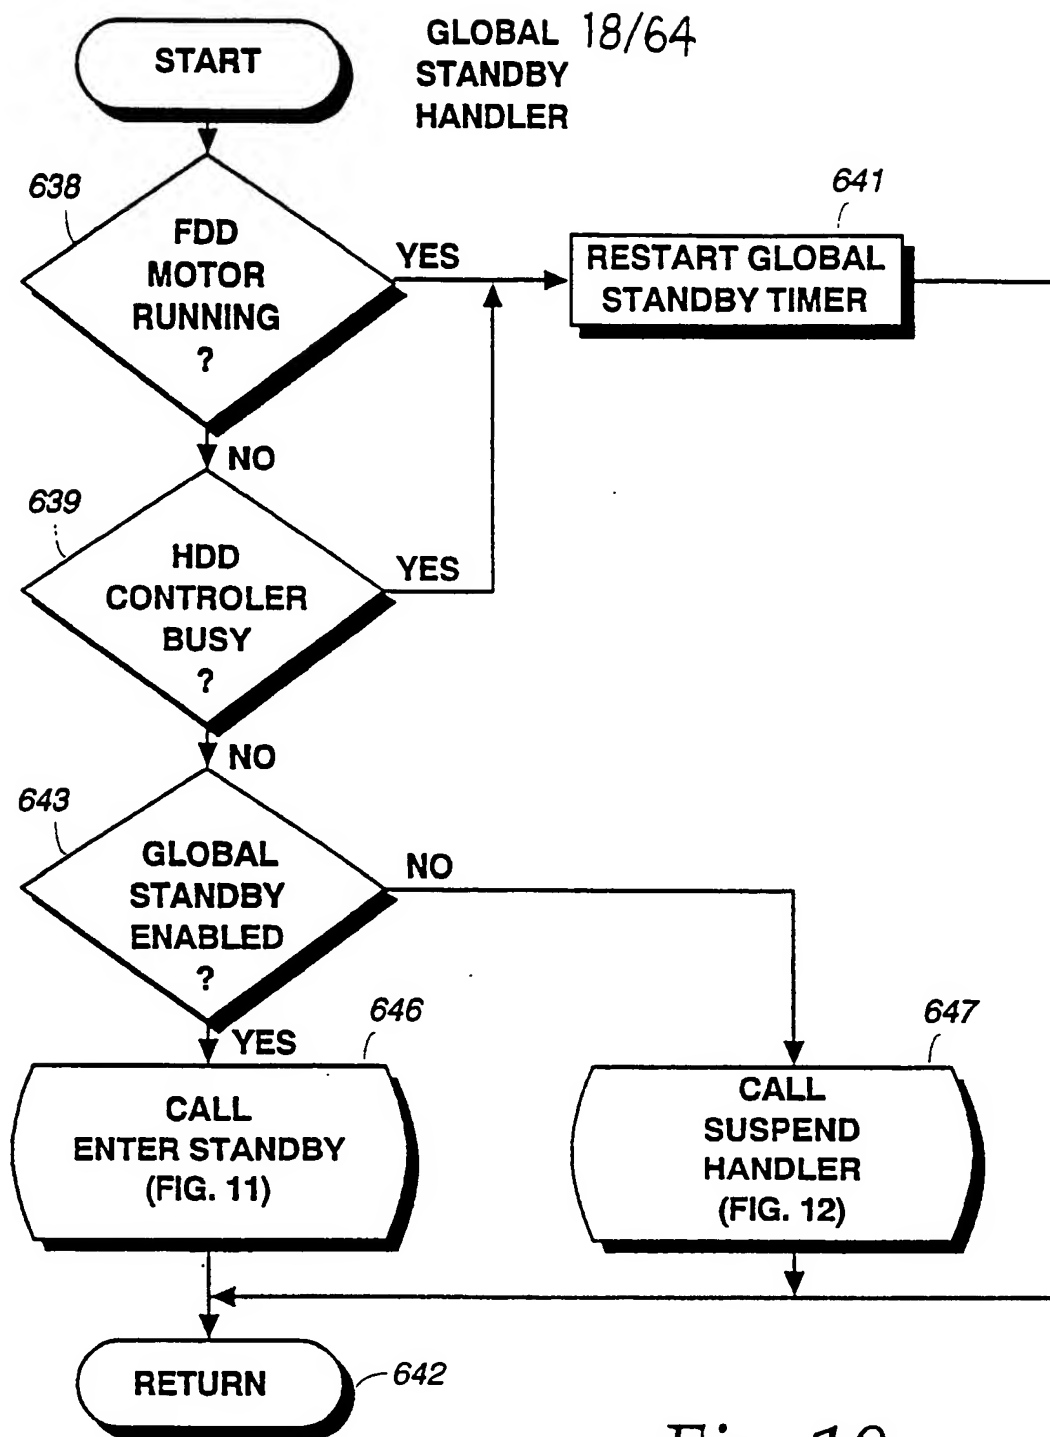 START
GLOBAL 18/64
STANDBY
HANDLER
638
FDD
MOTOR
RUNNING
?
YES
641
RESTART GLOBAL
STANDBY TIMER
NO
639
HDD
CONTROLER
BUSY
?
YES
NO
643
GLOBAL
STANDBY
ENABLED
?
NO
YES
646
CALL
ENTER STANDBY
(FIG. 11)
647
CALL
SUSPEND
HANDLER
(FIG. 12)
RETURN
642
Fig. 10